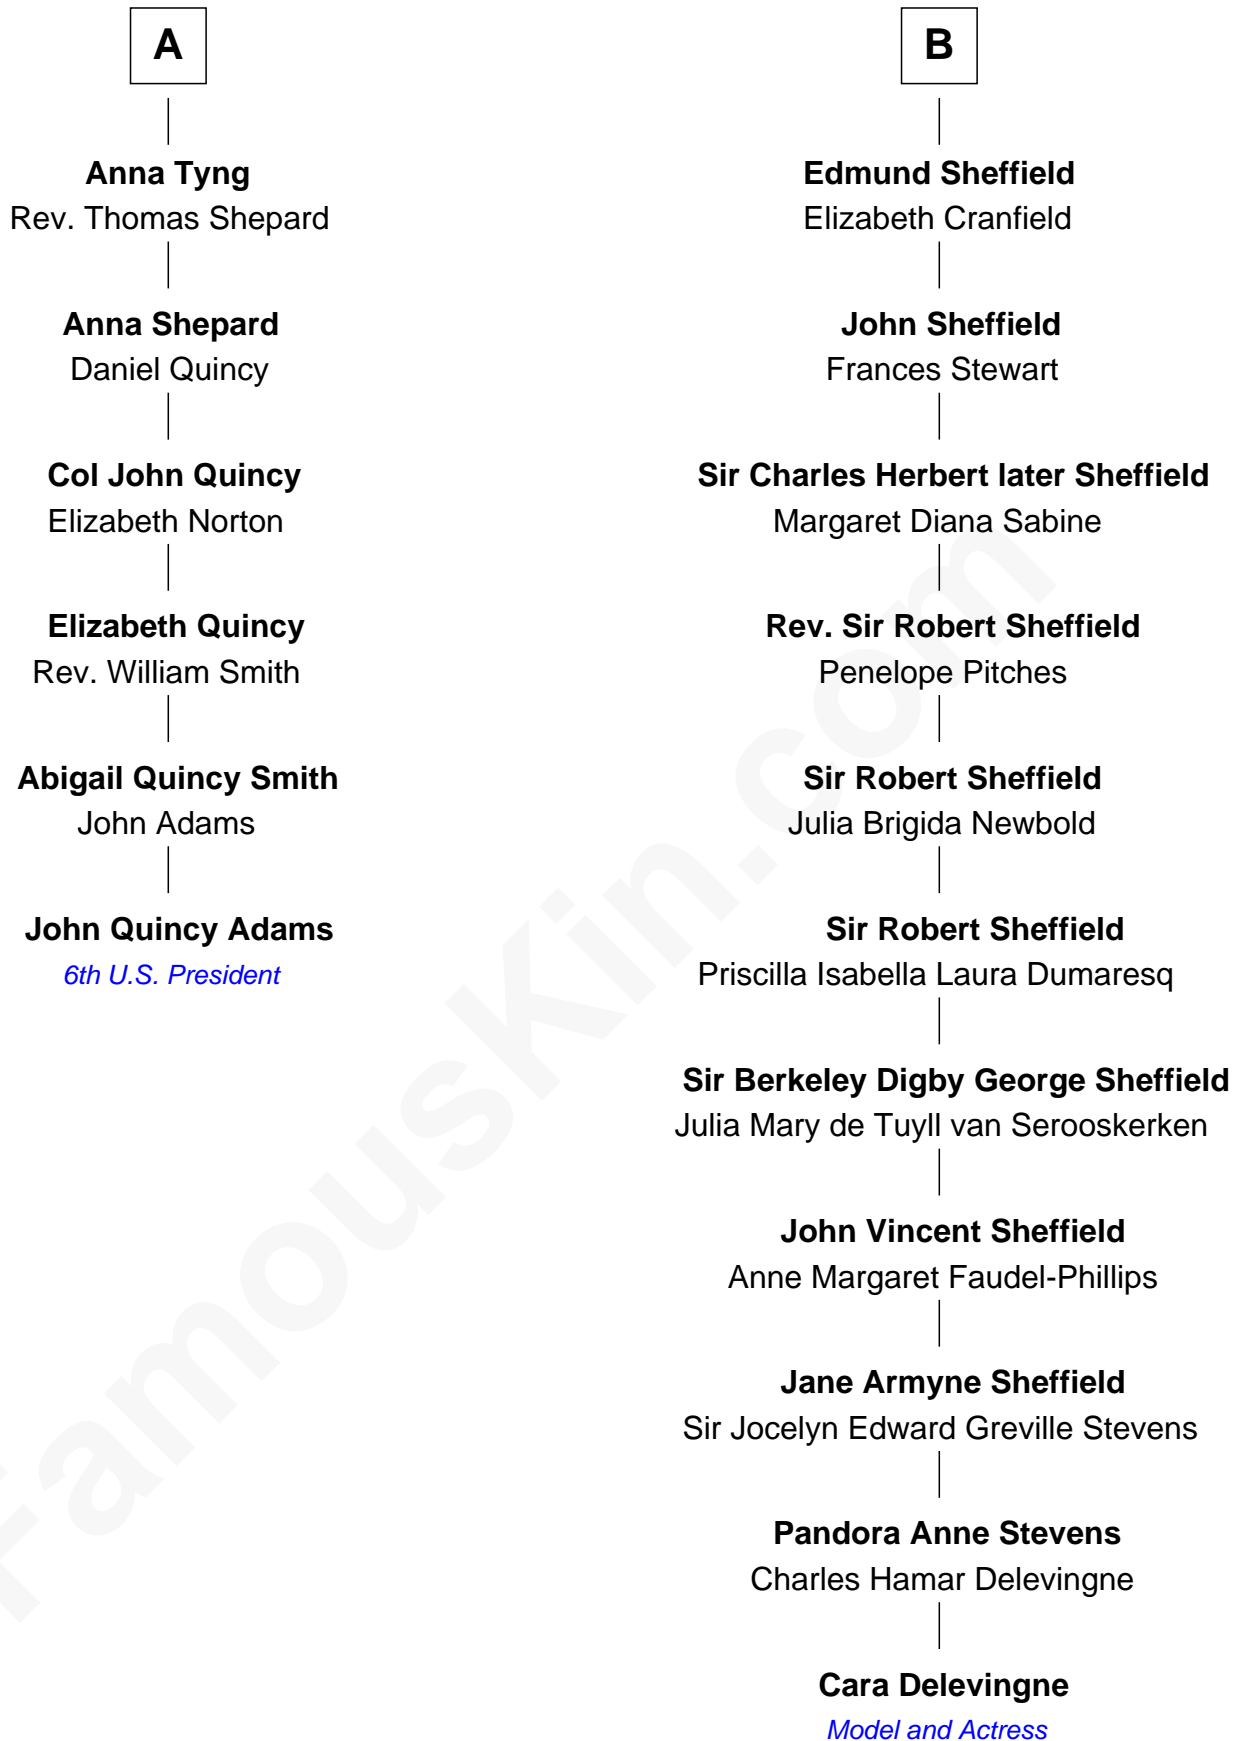 A
Anna Tyng
Rev. Thomas Shepard
Anna Shepard
Daniel Quincy
Col John Quincy
Elizabeth Norton
Elizabeth Quincy
Rev. William Smith
Abigail Quincy Smith
John Adams
John Quincy Adams
6th U.S. President
B
Edmund Sheffield
Elizabeth Cranfield
John Sheffield
Frances Stewart
Sir Charles Herbert later Sheffield
Margaret Diana Sabine
Rev. Sir Robert Sheffield
Penelope Pitches
Sir Robert Sheffield
Julia Brigida Newbold
Sir Robert Sheffield
Priscilla Isabella Laura Dumaresq
Sir Berkeley Digby George Sheffield
Julia Mary de Tuyll van Serooskerken
John Vincent Sheffield
Anne Margaret Faudel-Phillips
Jane Armyne Sheffield
Sir Jocelyn Edward Greville Stevens
Pandora Anne Stevens
Charles Hamar Delevingne
Cara Delevingne
Model and Actress
FamousKin.com